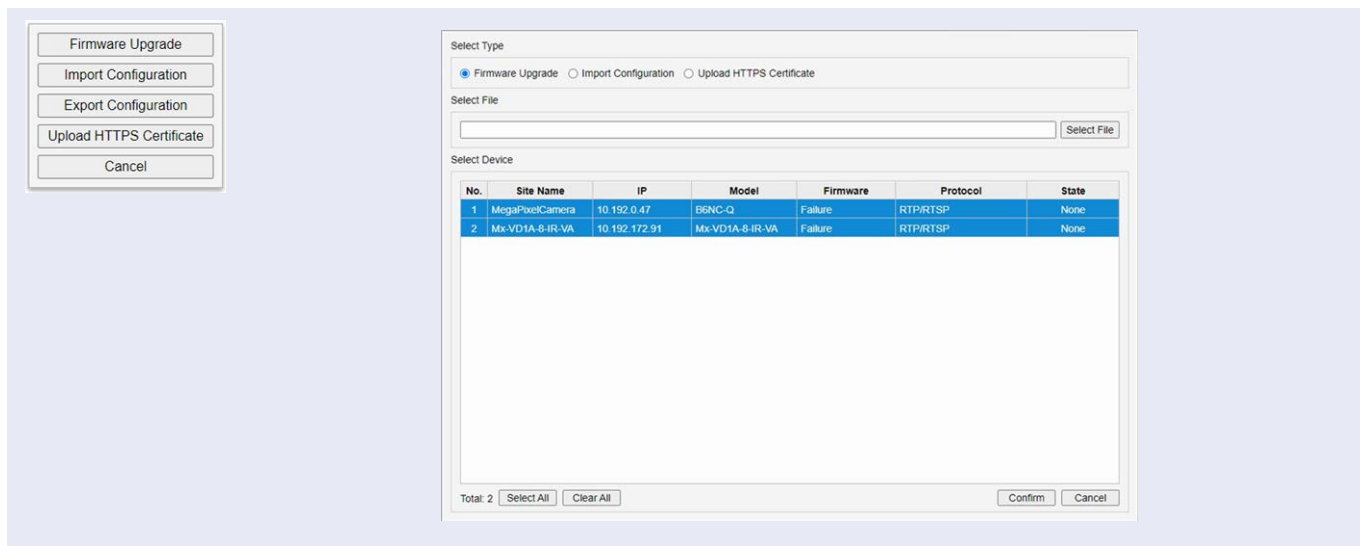 Firmware Upgrade
Import Configuration
Export Configuration
Upload HTTPS Certificate
Cancel
Select Type
Firmware Upgrade Import Configuration Upload HTTPS Certificate
Select File
Select File
Select Device
No. Site Name IP Model Firmware Protocol State
1 MegaPixelCamera 10.192.0.47 B6NC-Q Failure RTP/RTSP None
2 Mx-VD1A-8-IR-VA 10.192.172.91 Mx-VD1A-8-IR-VA Failure RTP/RTSP None
Total: 2 Select All Clear All Confirm Cancel